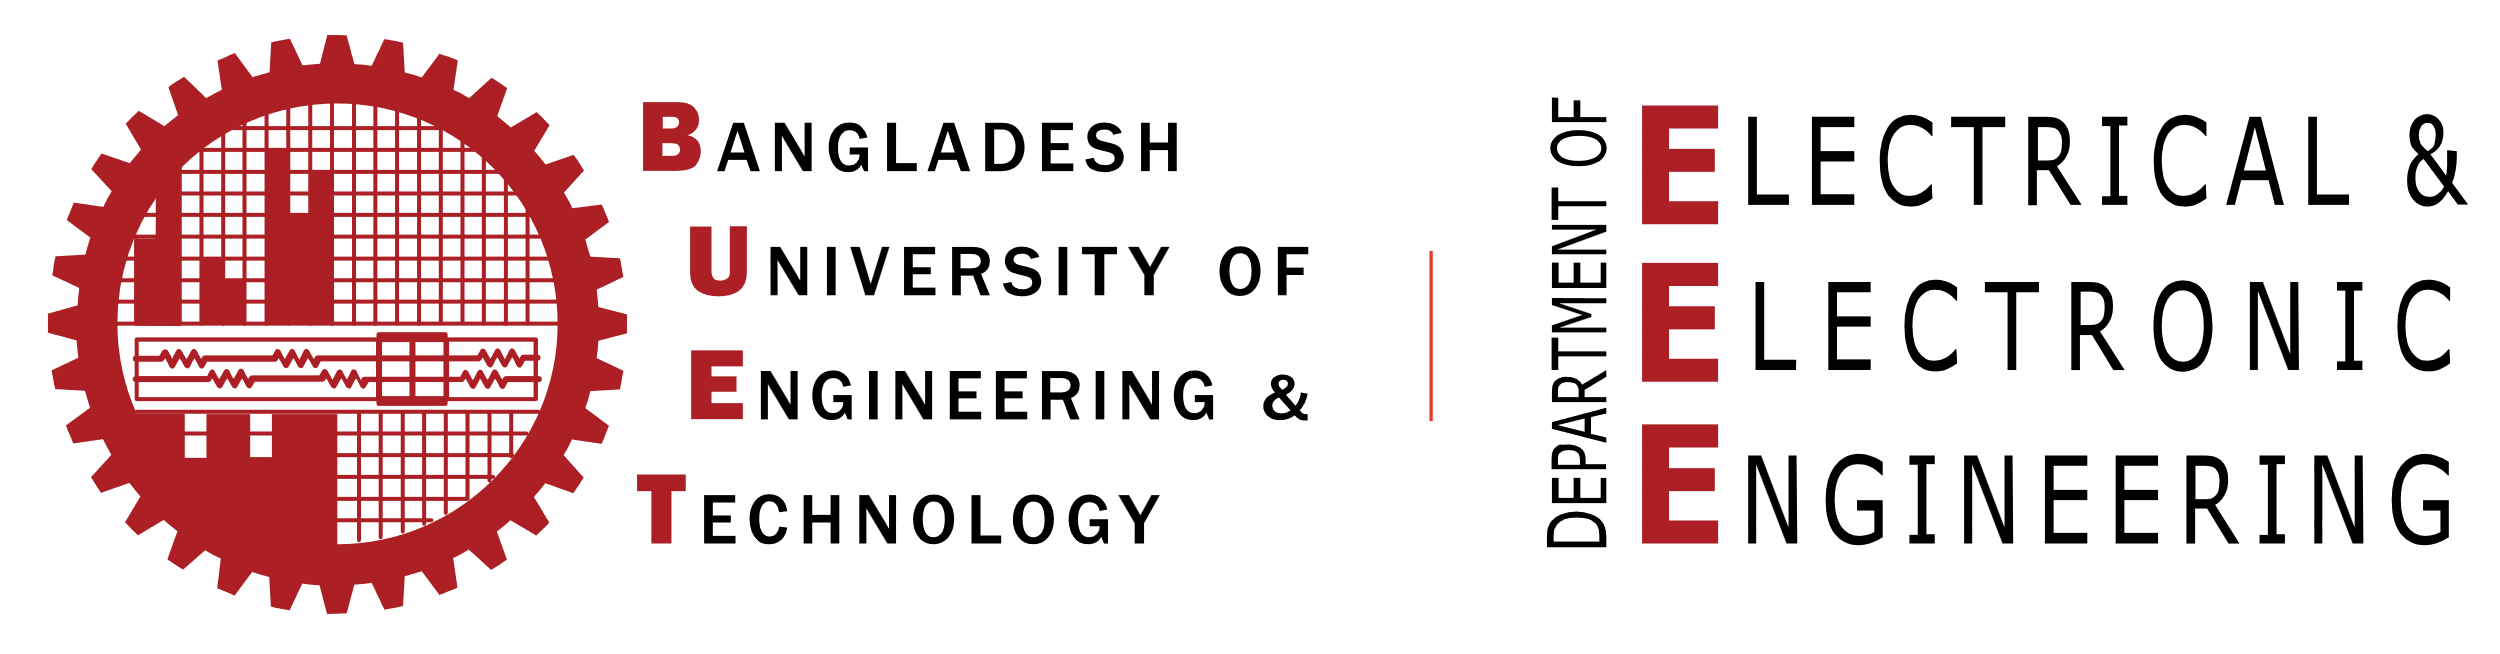 BANGLADESH
UNIVERSITY OF
ENGINEERING &
TECHNOLOGY
DEPARTMENT OF
ELECTRICAL &
ELECTRONIC
ENGINEERING